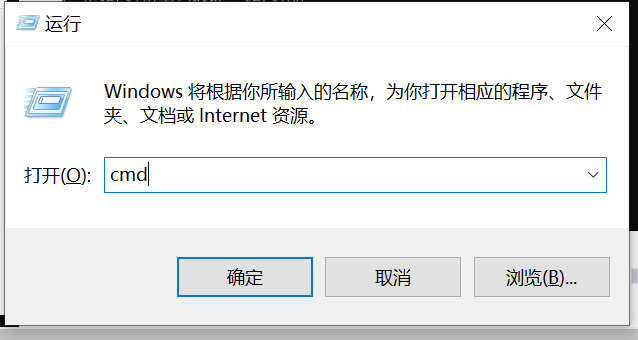 运行
Windows 将根据你所输入的名称，为你打开相应的程序、文件
夹、文档或 Internet 资源。
打开(O): cmd
确定 取消 浏览(B)...